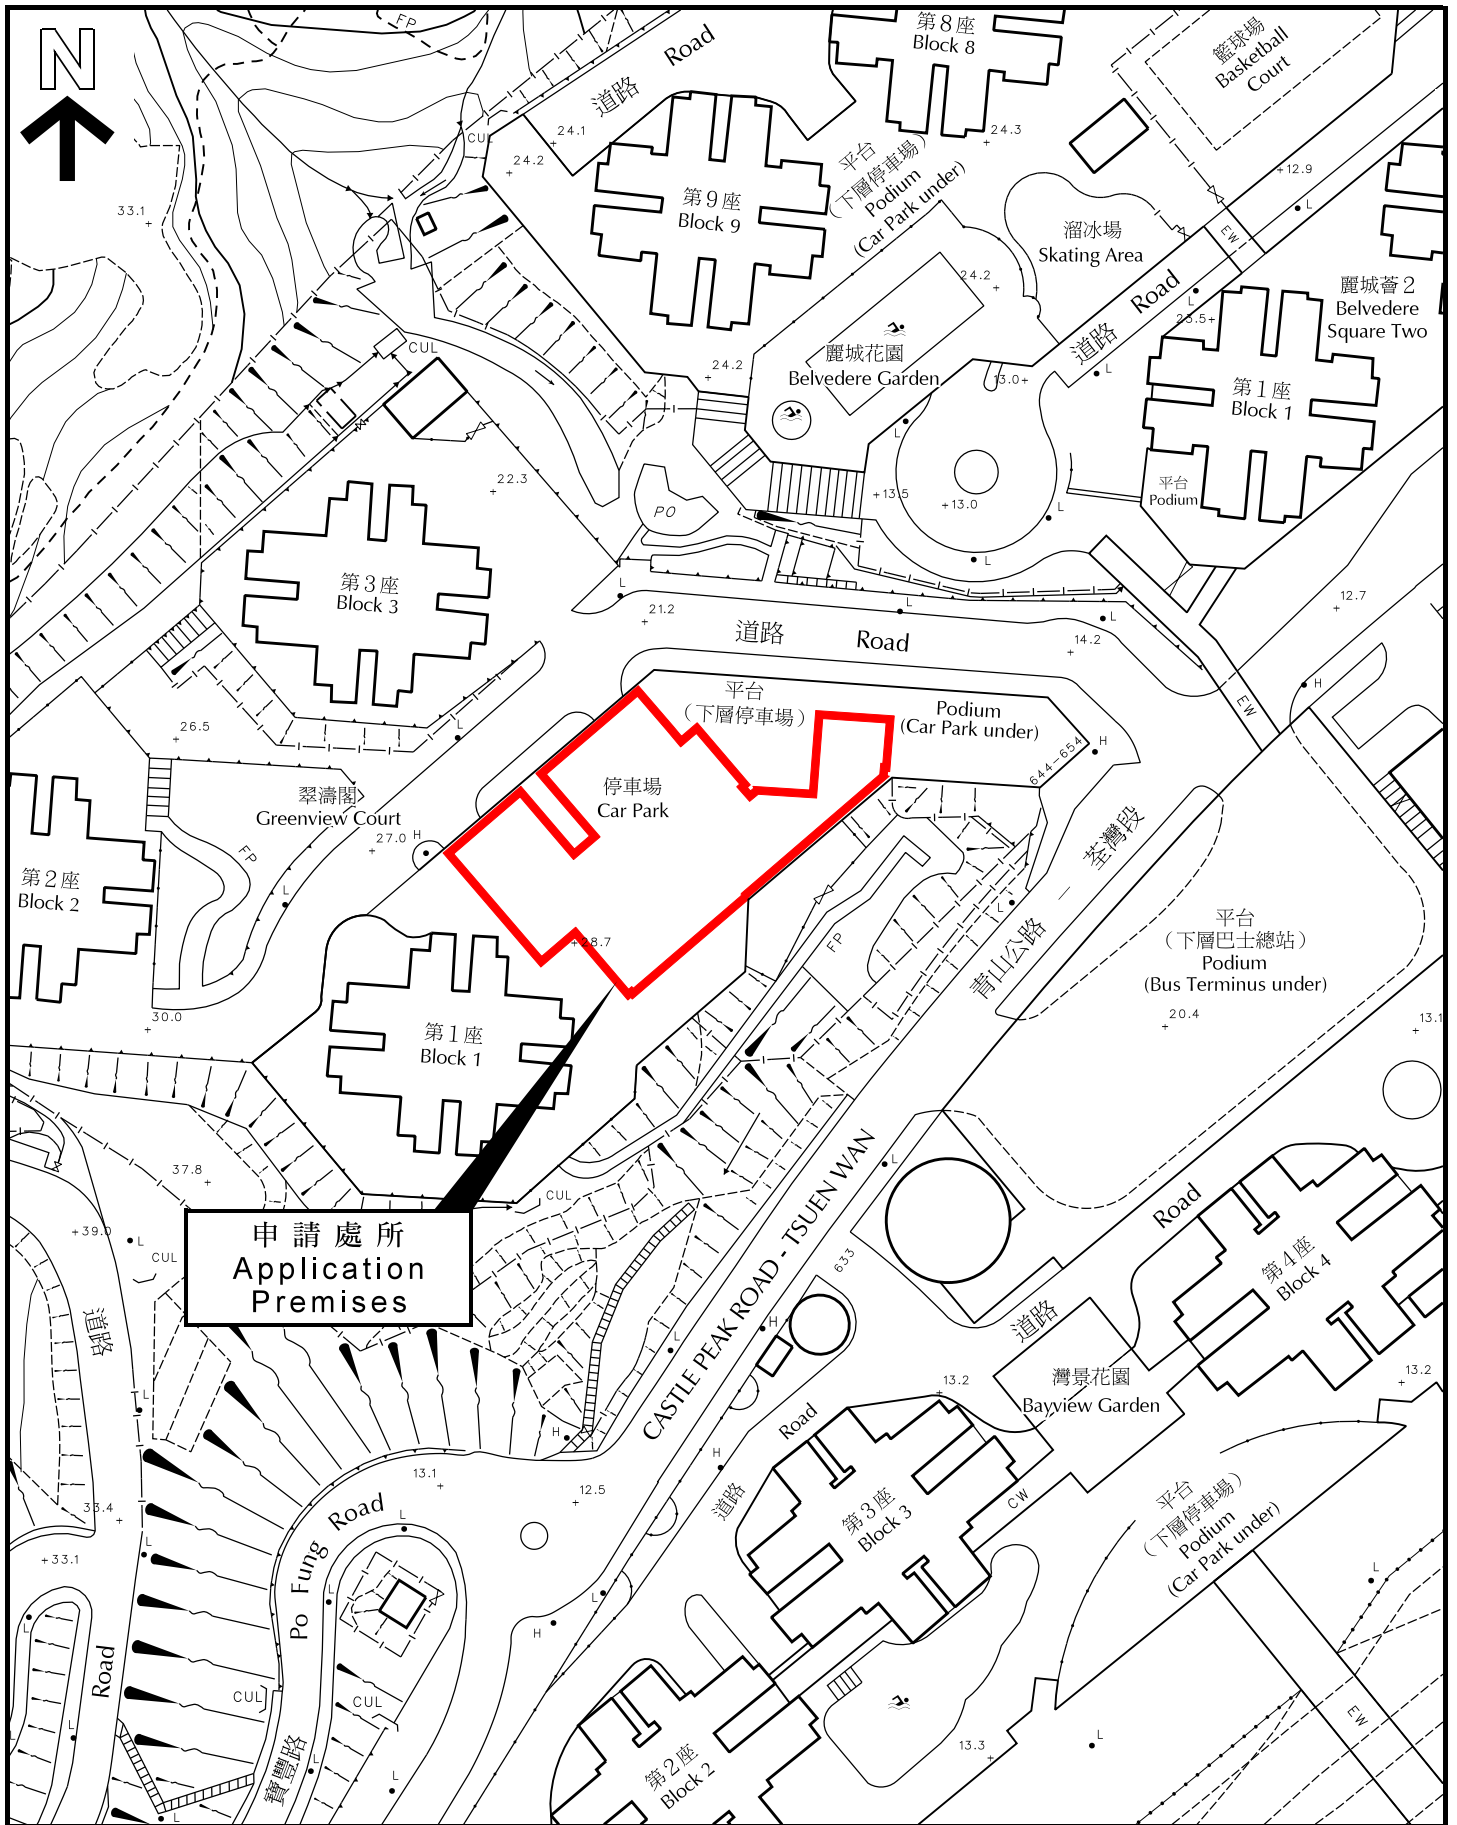 N
FP
道路 Road
第8座
Block 8
籃球場
Basketball
Court
CUL
24.1
24.2
24.3
33.1
第9座
Block 9
平台
（下層停車場）
Podium
(Car Park under)
12.9
L
EW
溜冰場
Skating Area
24.2
道路 Road
L
23.5
麗城薈2
Belvedere
Square Two
CUL
24.2
麗城花園
Belvedere Garden
13.0
L
第1座
Block 1
L
22.3
13.5
13.0
L
平台
Podium
PO
L
第3座
Block 3
L
21.2
L
L
14.2
12.7
道路 Road
H
EW
26.5
L
平台
（下層停車場）
Podium
(Car Park under)
644-654
H
停車場
Car Park
翠濤閣
Greenview Court
27.0
H
FP
L
第2座
Block 2
28.7
FP
L
青山公路 — 荃灣段
平台
（下層巴士總站）
Podium
(Bus Terminus under)
20.4
13.1
30.0
第1座
Block 1
37.8
CUL
39.0
L
CUL
申請處所
Application
Premises
CASTLE PEAK ROAD - TSUEN WAN
L
633
Road
道路
第4座
Block 4
道路
H
L
L
灣景花園
Bayview Garden
13.2
13.2
H
H
13.1
12.5
Road
道路
第3座
Block 3
CW
平台
（下層停車場）
Podium
(Car Park under)
33.4
33.1
L
L
Po Fung Road
L
L
L
H
L
L
Road
CUL
CUL
寶豐路
L
L
L
L
第2座
Block 2
13.3
L
EW